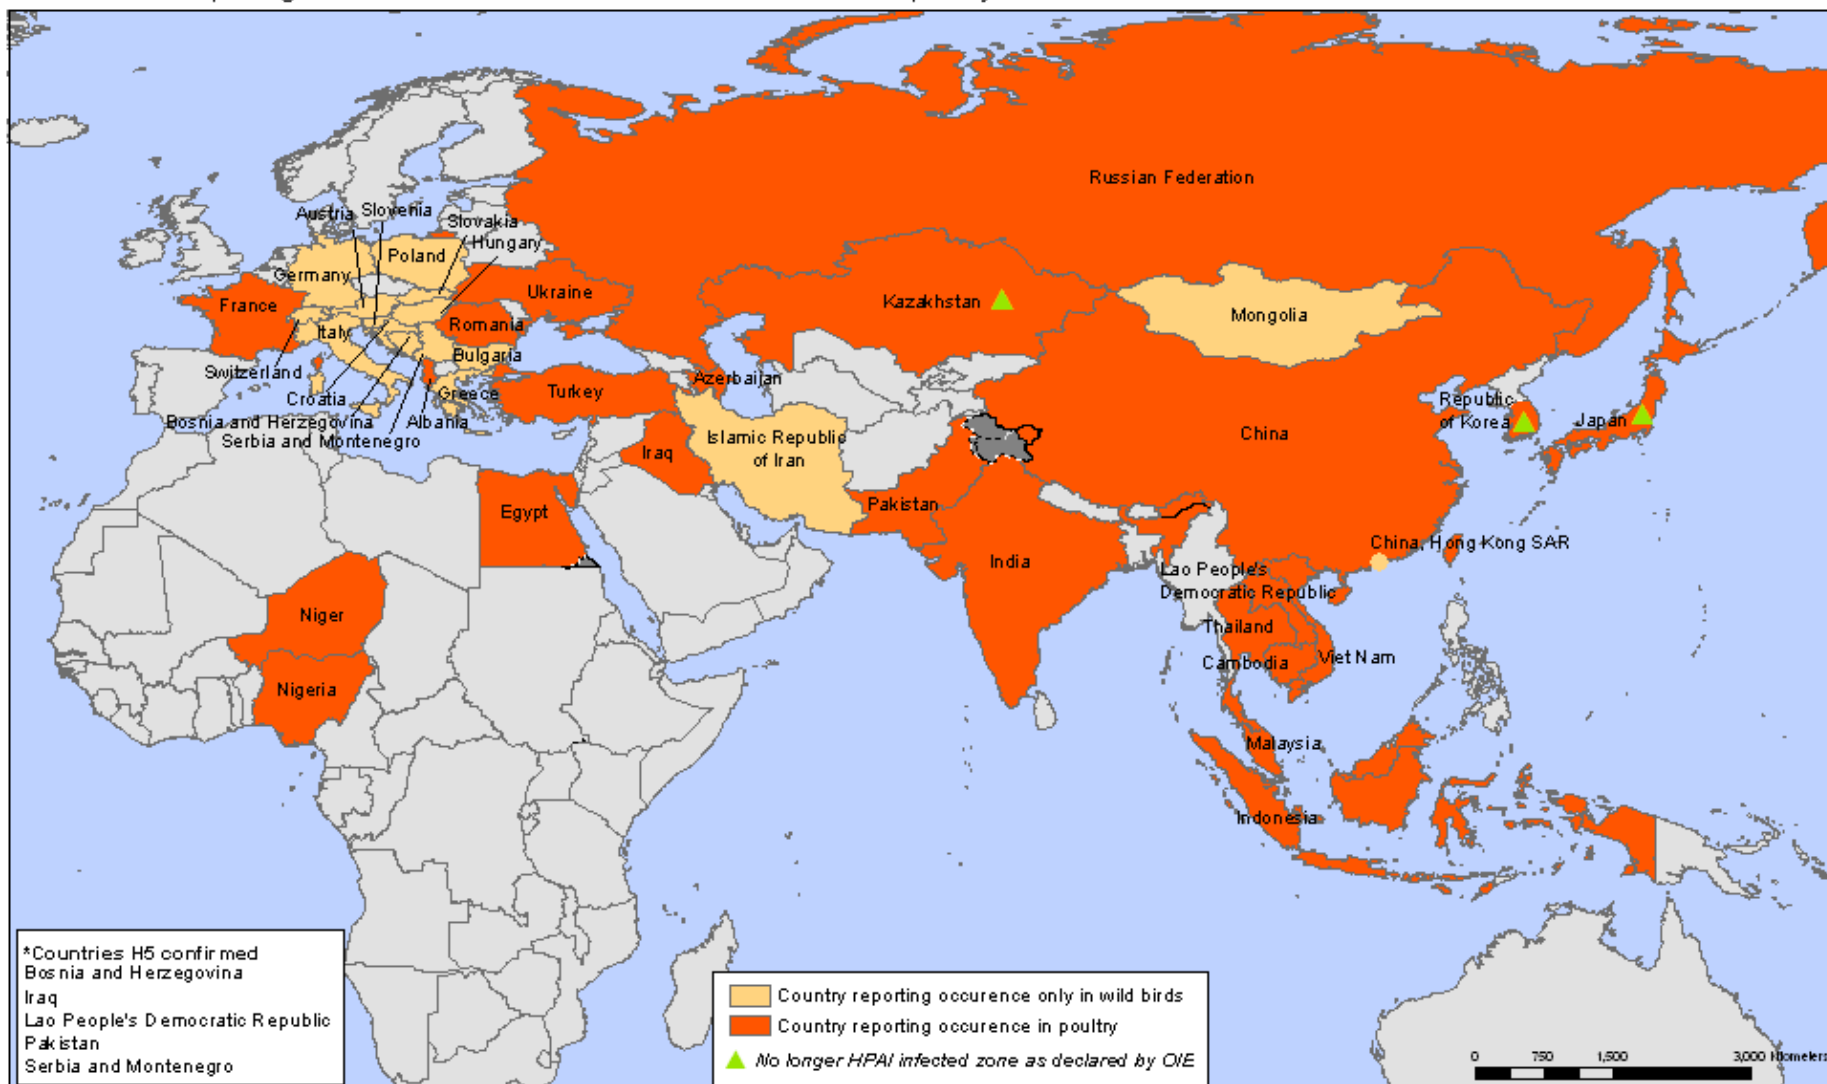 Russian Federation
Austria
Slovenia
Slovakia
Hungary
Poland
Germany
France
Ukraine
Kazakhstan
Mongolia
Romania
Italy
Bulgaria
Switzerland
Azerbaijan
Turkey
Greece
Croatia
Albania
Bosnia and Herzegovina
Serbia and Montenegro
Republic
of Korea
Japan
China
Islamic Republic
of Iran
Iraq
Pakistan
Egypt
China, Hong Kong SAR
India
Lao People's
Democratic Republic
Niger
Thailand
Viet Nam
Cambodia
Nigeria
Malaysia
Indonesia
*Countries H5 confirmed
Bosnia and Herzegovina
Iraq
Lao People's Democratic Republic
Pakistan
Serbia and Montenegro
Country reporting occurence only in wild birds
Country reporting occurence in poultry
No longer HPAI infected zone as declared by OIE
0 750 1,500 3,000 Kilometers